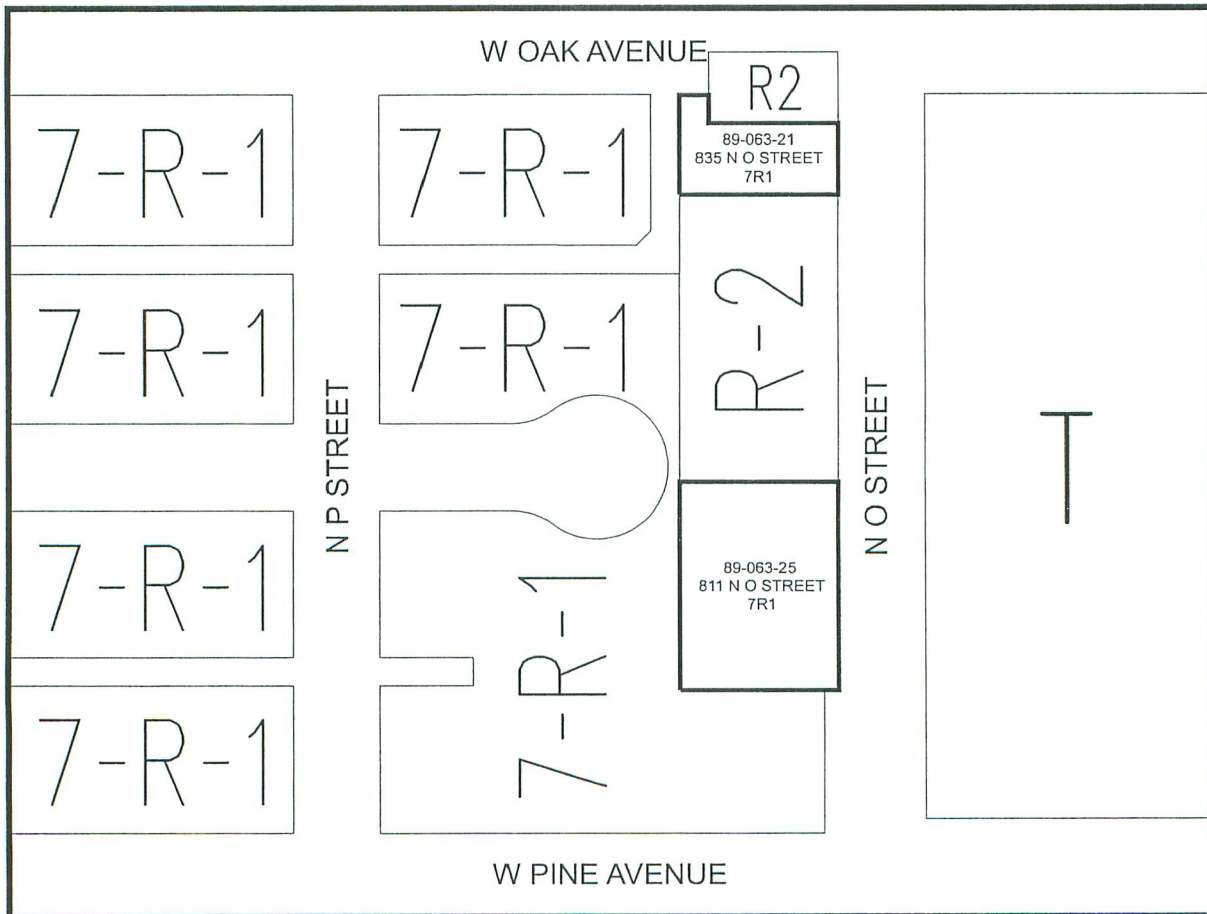 W OAK AVENUE
R2
7-R-1
7-R-1
89-063-21
835 N O STREET
7R1
7-R-1
7-R-1
R-2
N P STREET
N O STREET
T
7-R-1
7-R-1
89-063-25
811 N O STREET
7R1
7-R-1
W PINE AVENUE